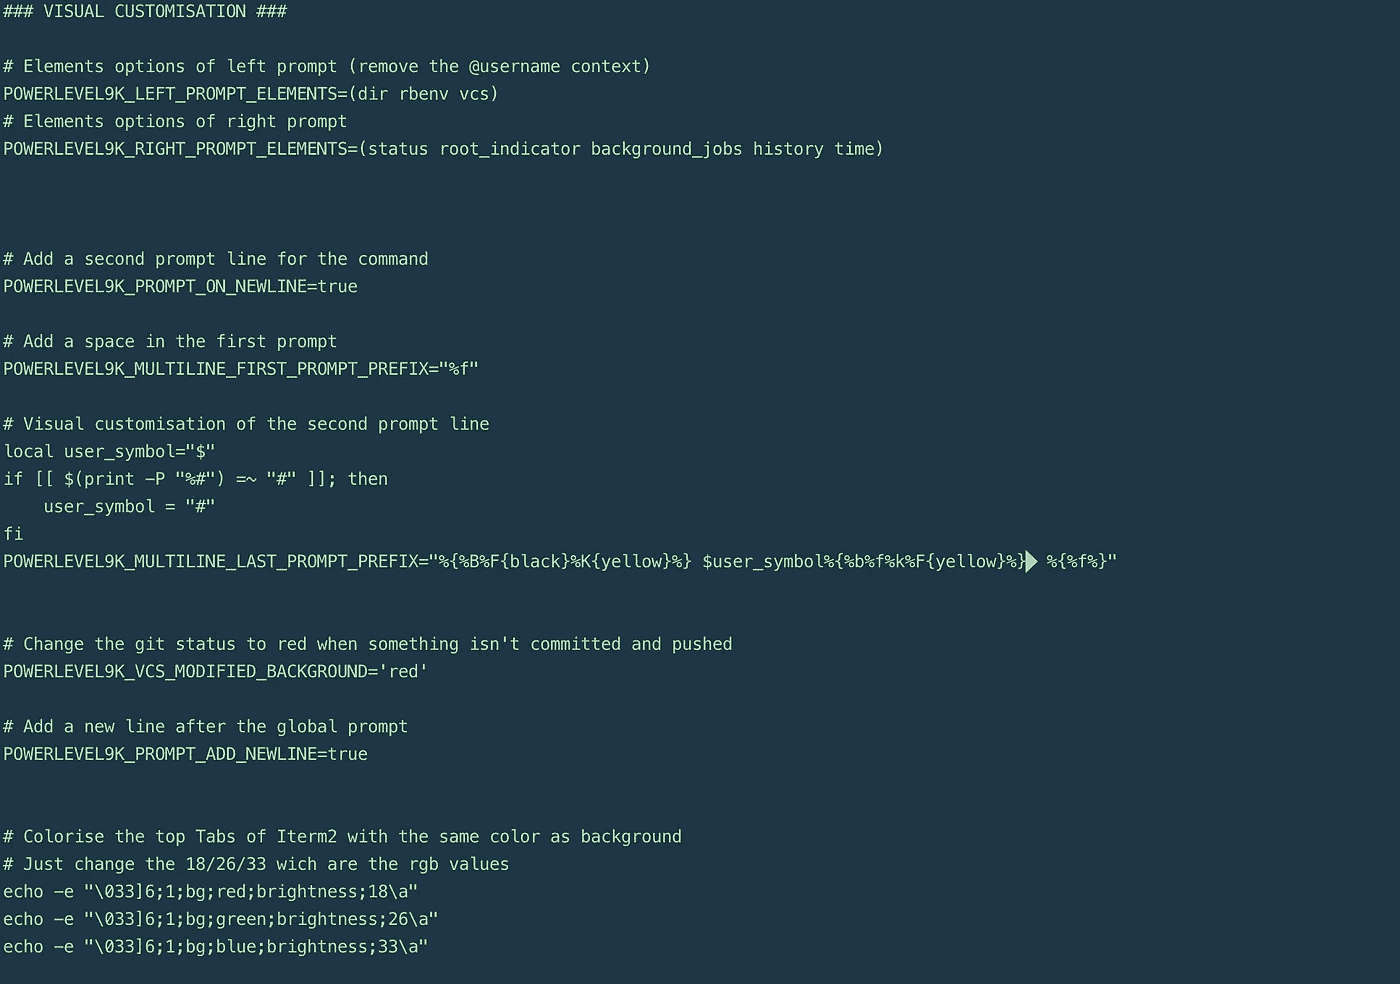 ### VISUAL CUSTOMISATION ###
# Elements options of left prompt (remove the @username context)
POWERLEVEL9K_LEFT_PROMPT_ELEMENTS=(dir rbenv vcs)
# Elements options of right prompt
POWERLEVEL9K_RIGHT_PROMPT_ELEMENTS=(status root_indicator background_jobs history time)
# Add a second prompt line for the command
POWERLEVEL9K_PROMPT_ON_NEWLINE=true
# Add a space in the first prompt
POWERLEVEL9K_MULTILINE_FIRST_PROMPT_PREFIX="%f"
# Visual customisation of the second prompt line
local user_symbol="$"
if [[ $(print -P "%#") =~ "#" ]]; then
    user_symbol = "#"
fi
POWERLEVEL9K_MULTILINE_LAST_PROMPT_PREFIX="%{%B%F{black}%K{yellow}%} $user_symbol%{%b%f%k%F{yellow}%} %{%f%}"
# Change the git status to red when something isn't committed and pushed
POWERLEVEL9K_VCS_MODIFIED_BACKGROUND='red'
# Add a new line after the global prompt
POWERLEVEL9K_PROMPT_ADD_NEWLINE=true
# Colorise the top Tabs of Iterm2 with the same color as background
# Just change the 18/26/33 wich are the rgb values
echo -e "\033]6;1;bg;red;brightness;18\a"
echo -e "\033]6;1;bg;green;brightness;26\a"
echo -e "\033]6;1;bg;blue;brightness;33\a"